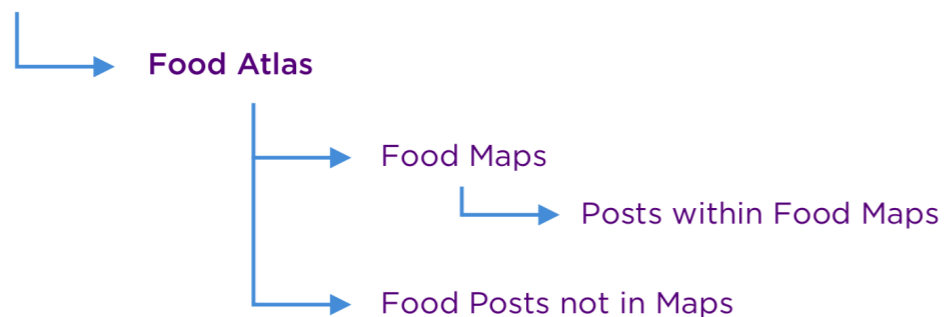 Food Atlas
Food Maps
Posts within Food Maps
Food Posts not in Maps